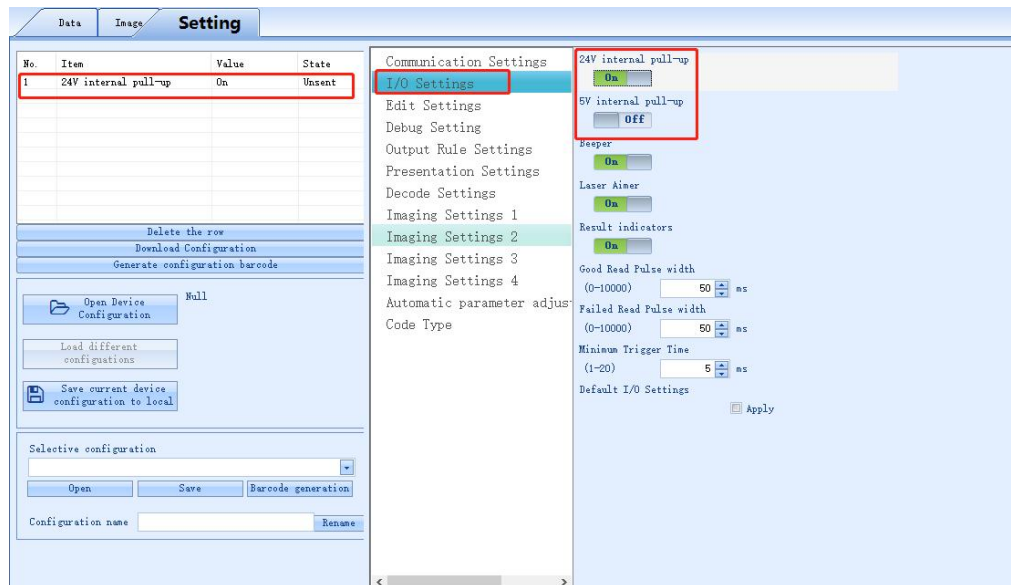 Data Image Setting
No. Item Value State
1 24V internal pull-up On Unsent
Delete the row
Download Configuration
Generate configuration barcode
Open Device
Configuration
Null
Load different
configuations
Save current device
configuration to local
Selective configuration
Open Save Barcode generation
Configuration name Rename
Communication Settings
I/O Settings
Edit Settings
Debug Setting
Output Rule Settings
Presentation Settings
Decode Settings
Imaging Settings 1
Imaging Settings 2
Imaging Settings 3
Imaging Settings 4
Automatic parameter adjus
Code Type
24V internal pull-up
On
5V internal pull-up
Off
Beeper
On
Laser Aimer
On
Result indicators
On
Good Read Pulse width
(0-10000) 50 ms
Failed Read Pulse width
(0-10000) 50 ms
Minimum Trigger Time
(1-20) 5 ms
Default I/O Settings
Apply